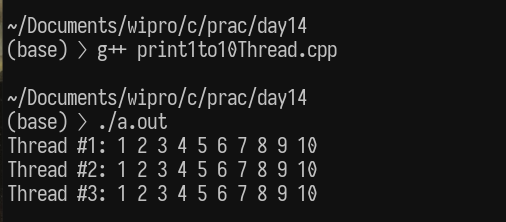 ~/Documents/wipro/c/prac/day14
(base) > g++ print1to10Thread.cpp
~/Documents/wipro/c/prac/day14
(base) > ./a.out
Thread #1: 1 2 3 4 5 6 7 8 9 10
Thread #2: 1 2 3 4 5 6 7 8 9 10
Thread #3: 1 2 3 4 5 6 7 8 9 10